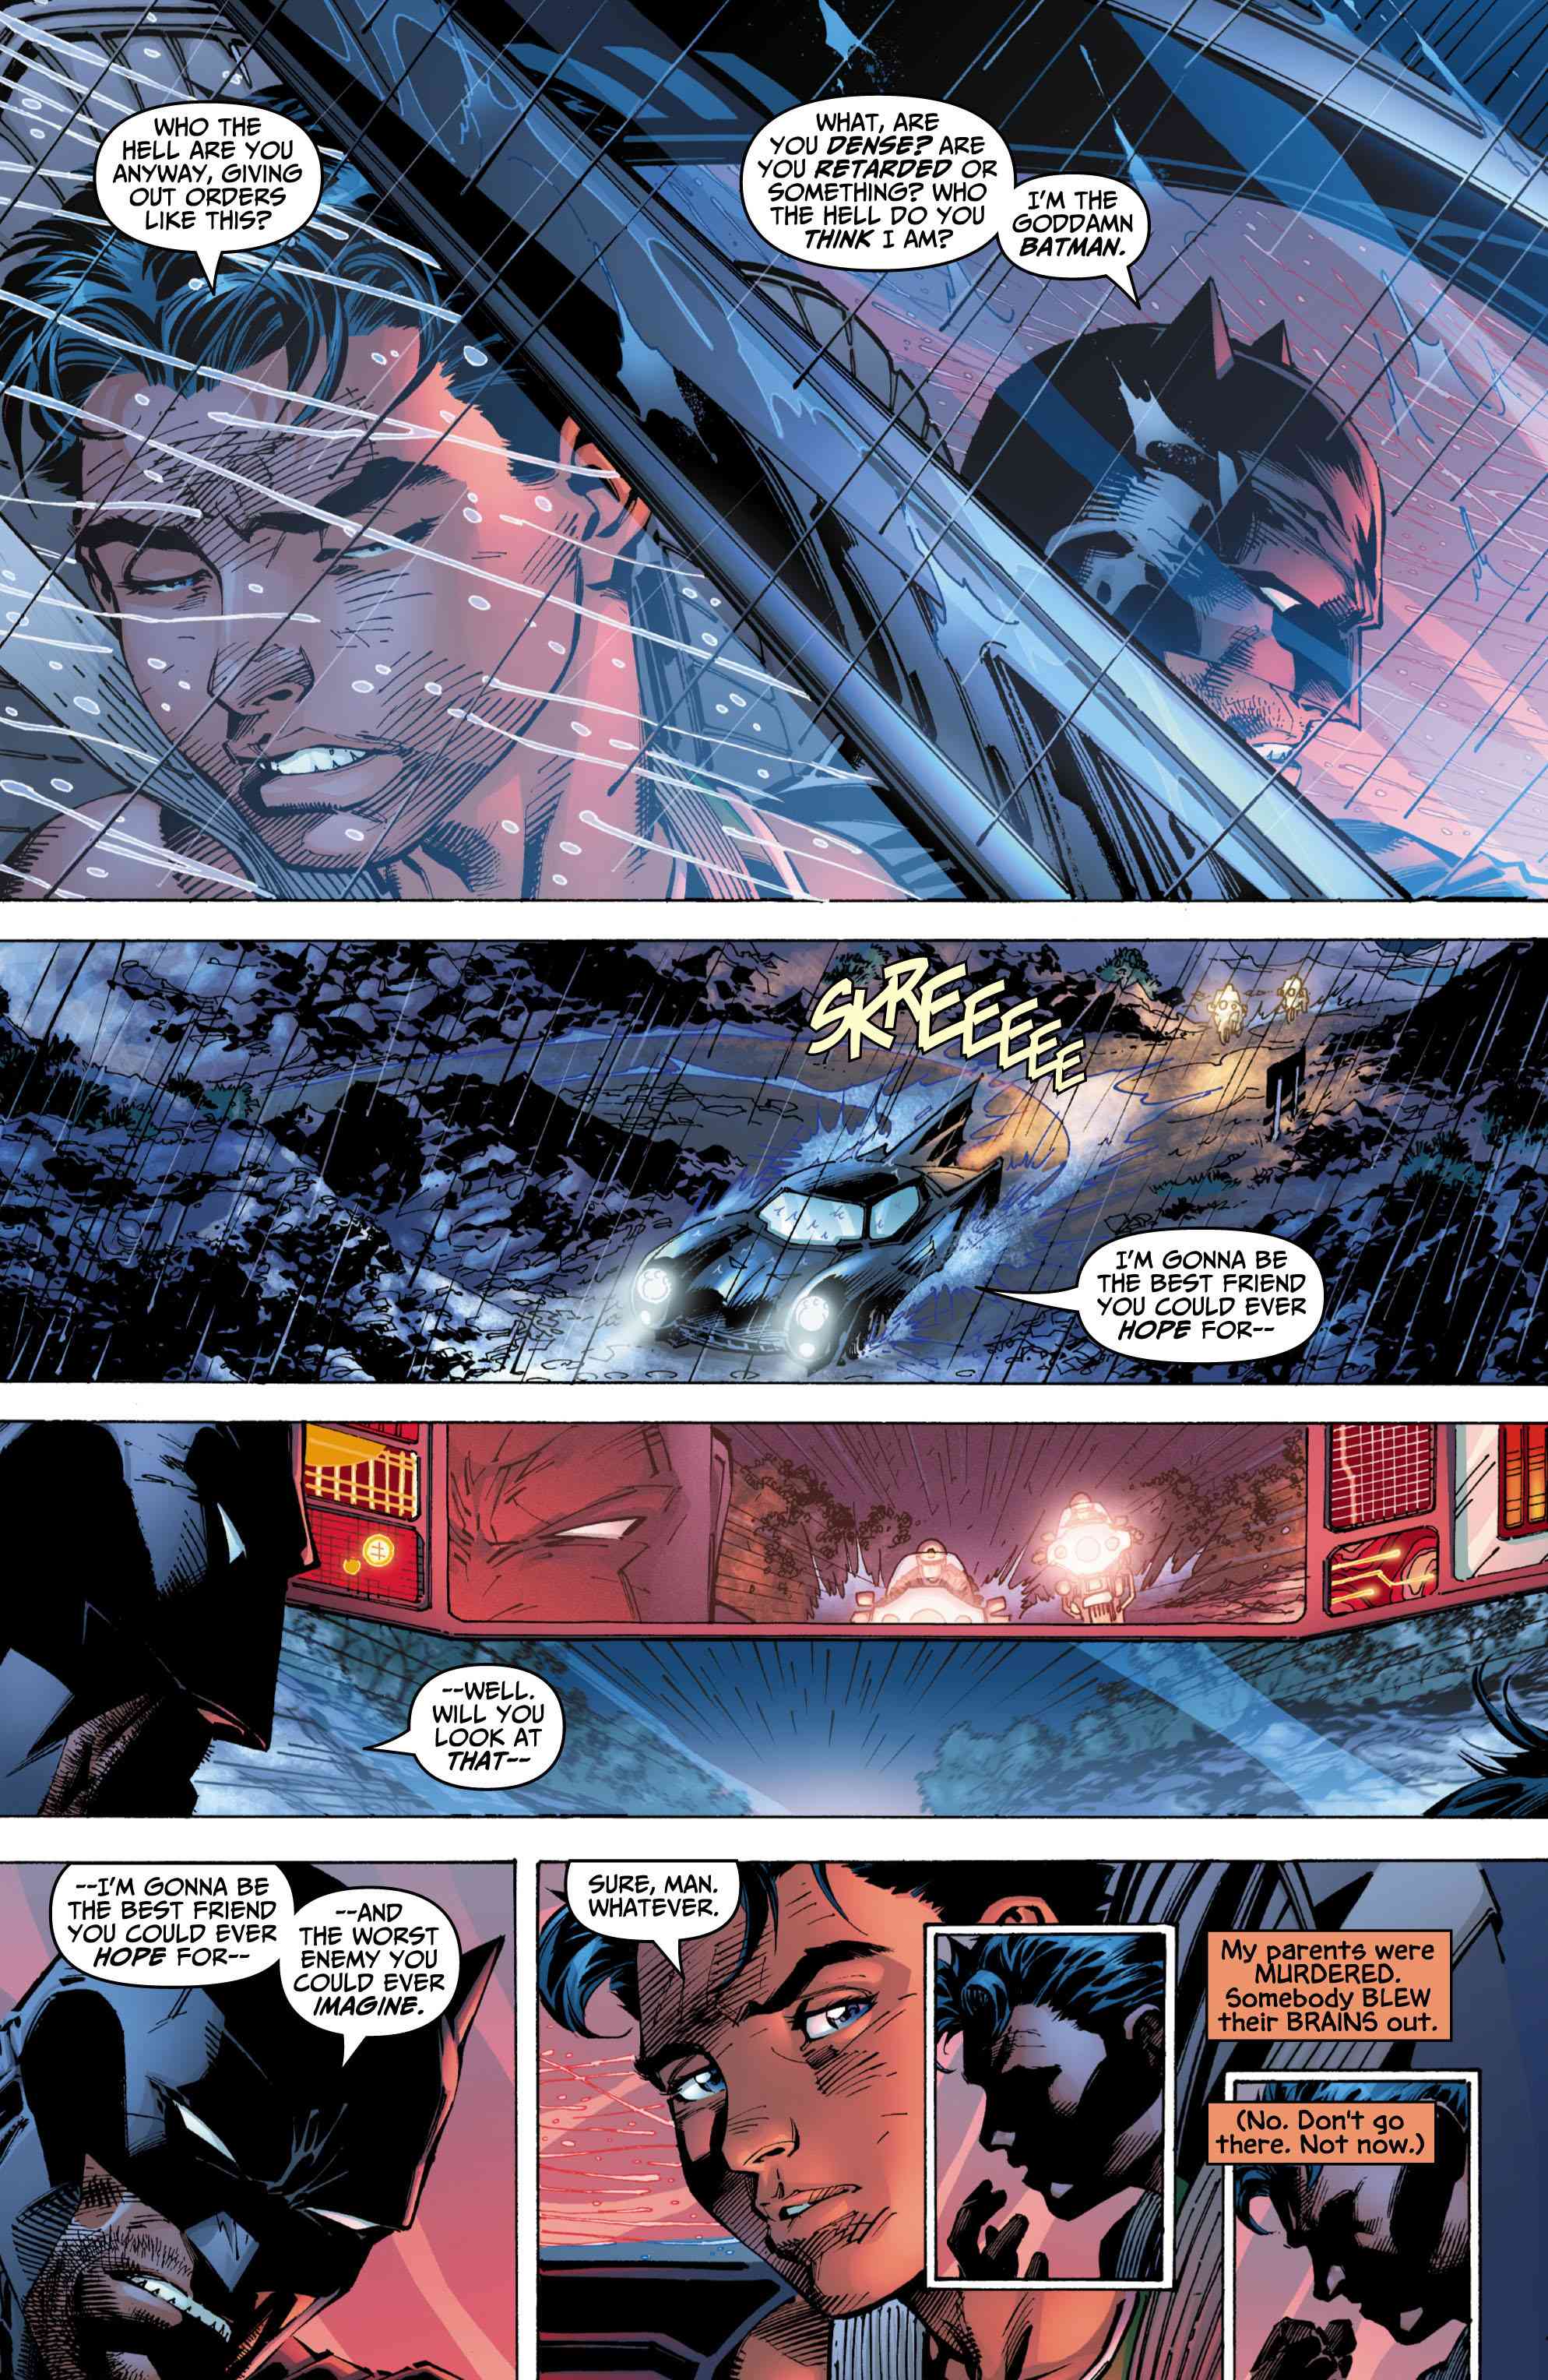 WHO THE
HELL ARE YOU
ANYWAY, GIVING
OUT ORDERS
LIKE THIS?
WHAT, ARE
YOU DENSE? ARE
YOU RETARDED OR
SOMETHING? WHO
THE HELL DO YOU
THINK I AM?
I'M THE
GODDAMN
BATMAN.
SKREEEEEE
I'M GONNA BE
THE BEST FRIEND
YOU COULD EVER
HOPE FOR--
--WELL.
WILL YOU
LOOK AT
THAT--
--I'M GONNA BE
THE BEST FRIEND
YOU COULD EVER
HOPE FOR--
--AND
THE WORST
ENEMY YOU
COULD EVER
IMAGINE.
SURE, MAN.
WHATEVER.
My parents were
MURDERED.
Somebody BLEW
their BRAINS out.
(No. Don't go
there. Not now.)